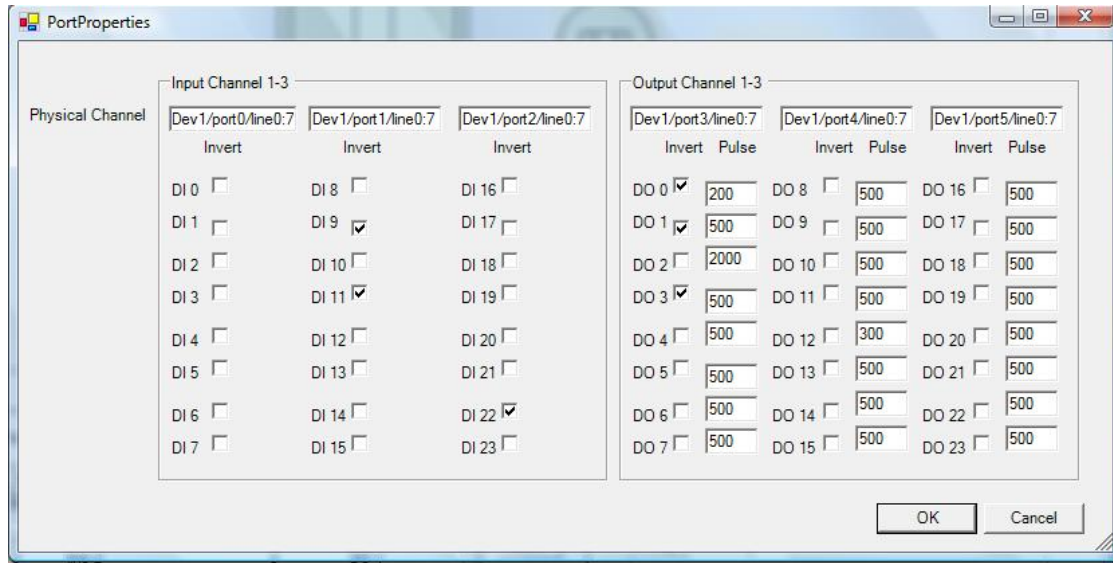 PortProperties
Input Channel 1-3 Output Channel 1-3
Physical Channel Dev1/port0/line0:7 Dev1/port1/line0:7 Dev1/port2/line0:7 Dev1/port3/line0:7 Dev1/port4/line0:7 Dev1/port5/line0:7
Invert Invert Invert Invert Pulse Invert Pulse Invert Pulse
DI 0 DI 8 DI 16 DO 0 200 DO 8 500 DO 16 500
DI 1 DI 9 DI 17 DO 1 500 DO 9 500 DO 17 500
DI 2 DI 10 DI 18 DO 2 2000 DO 10 500 DO 18 500
DI 3 DI 11 DI 19 DO 3 500 DO 11 500 DO 19 500
DI 4 DI 12 DI 20 DO 4 500 DO 12 300 DO 20 500
DI 5 DI 13 DI 21 DO 5 500 DO 13 500 DO 21 500
DI 6 DI 14 DI 22 DO 6 500 DO 14 500 DO 22 500
DI 7 DI 15 DI 23 DO 7 500 DO 15 500 DO 23 500
OK Cancel